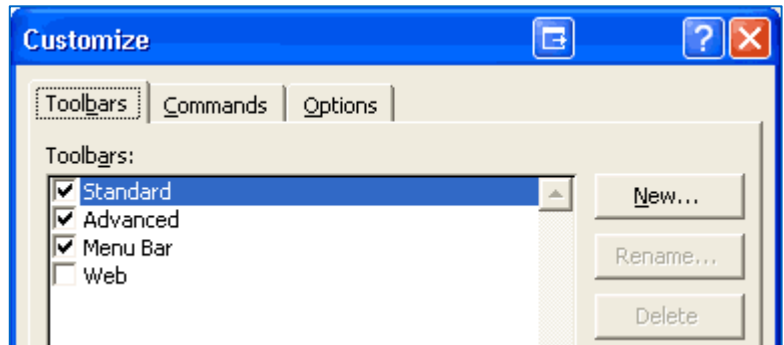 Customize
Toolbars Commands Options
Toolbars:
Standard
Advanced
Menu Bar
Web
New...
Rename...
Delete